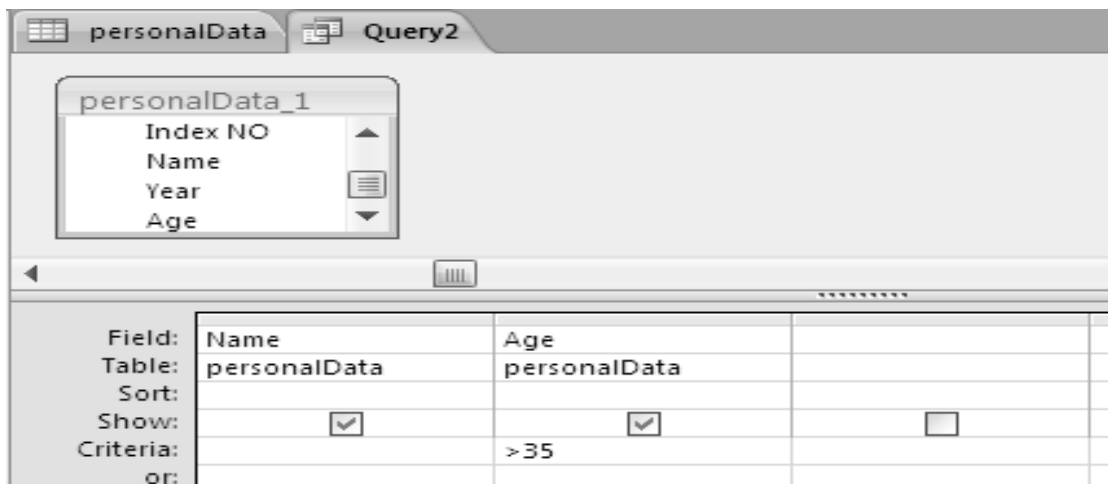 personalData Query2
personalData_1
Index NO
Name
Year
Age
Field: Name Age
Table: personalData personalData
Sort:
Show:
Criteria: >35
or: